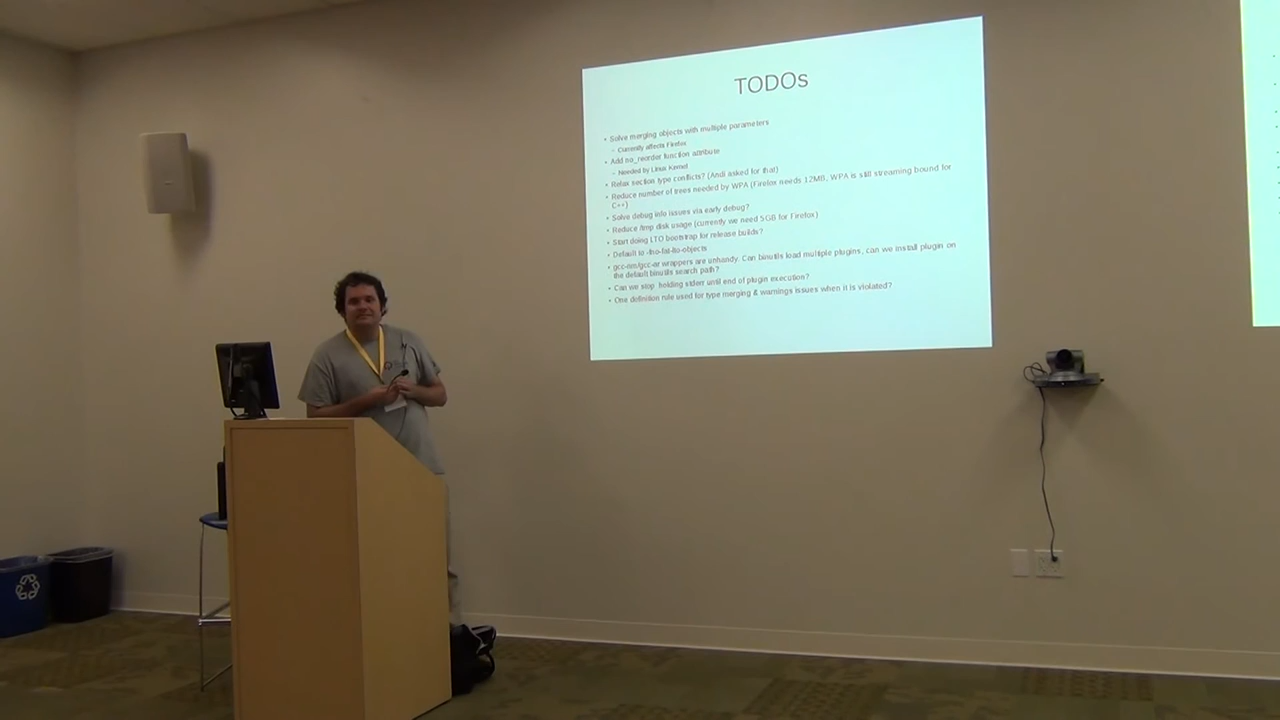 TODOs
• Solve merging objects with multiple parameters
– Currently affects Firefox
• Add no_reorder function attribute
– Needed by Linux Kernel
• Relax section type conflicts? (Andi asked for that)
• Reduce number of trees needed by WPA (Firefox needs 12MB, WPA is still streaming bound for
C++)
• Solve debug info issues via early debug?
• Reduce /tmp disk usage (currently we need 5GB for Firefox)
• Start doing LTO bootstrap for release builds?
• Default to -fno-fat-lto-objects
• gcc-nm/gcc-ar wrappers are unhandy. Can binutils load multiple plugins, can we install plugin on
the default binutils search path?
• Can we stop holding stderr until end of plugin execution?
• One definition rule used for type merging & warnings issues when it is violated?